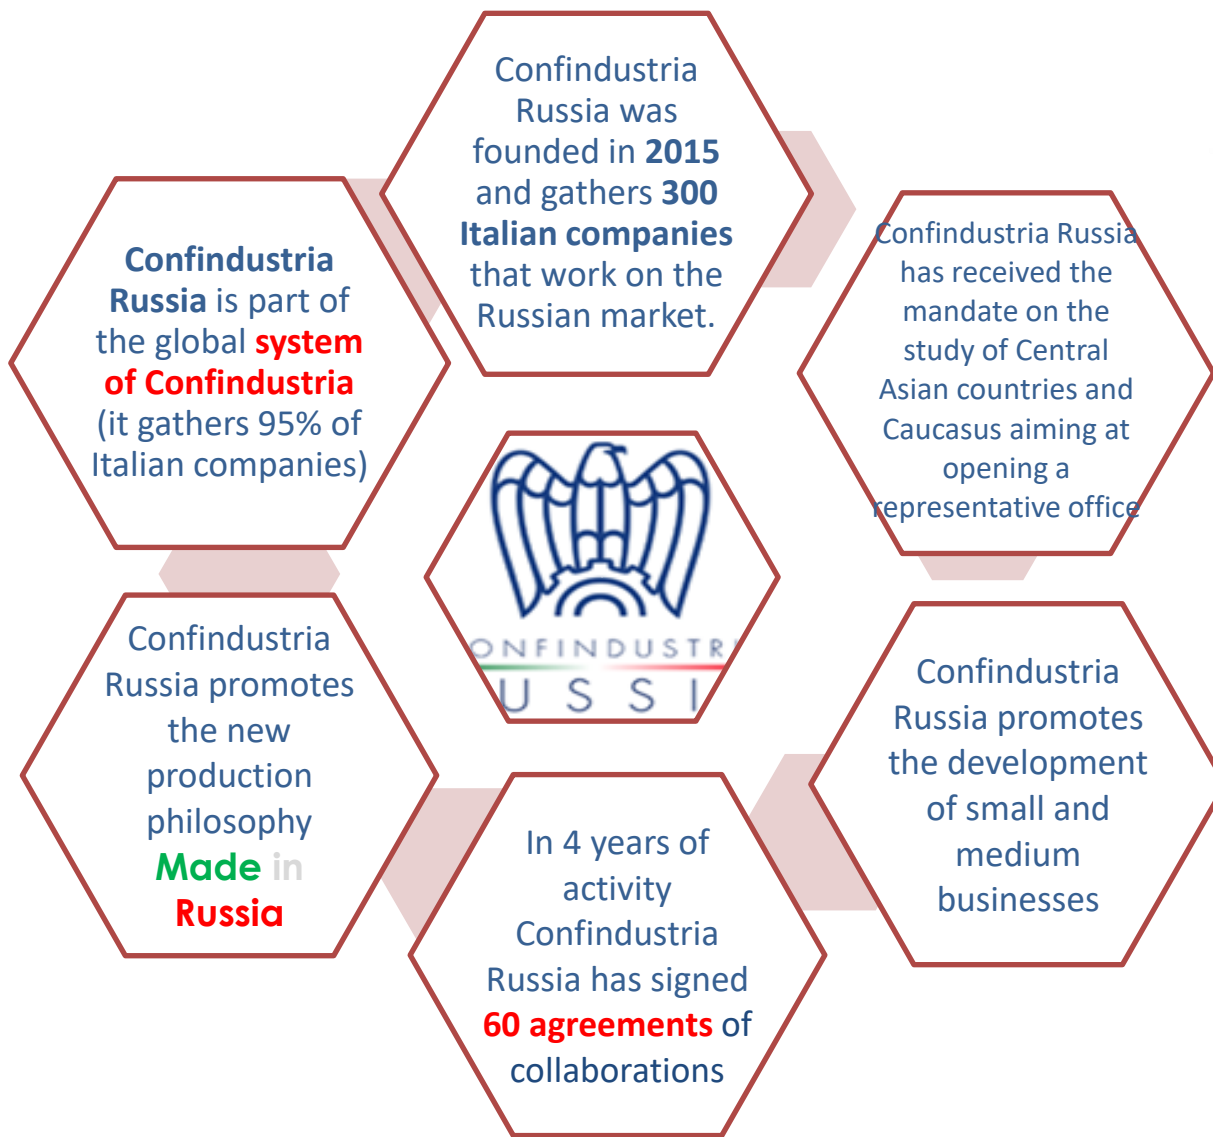 Confindustria
Russia was
founded in 2015
and gathers 300
Italian companies
that work on the
Russian market.
Confindustria Russia
has received the
mandate on the
study of Central
Asian countries and
Caucasus aiming at
opening a
representative office
Confindustria
Russia promotes
the development
of small and
medium
businesses
In 4 years of
activity
Confindustria
Russia has signed
60 agreements of
collaborations
Confindustria
Russia promotes
the new
production
philosophy
Made in
Russia
Confindustria
Russia is part of
the global system
of Confindustria
(it gathers 95% of
Italian companies)
ONFINDUSTR
USSI